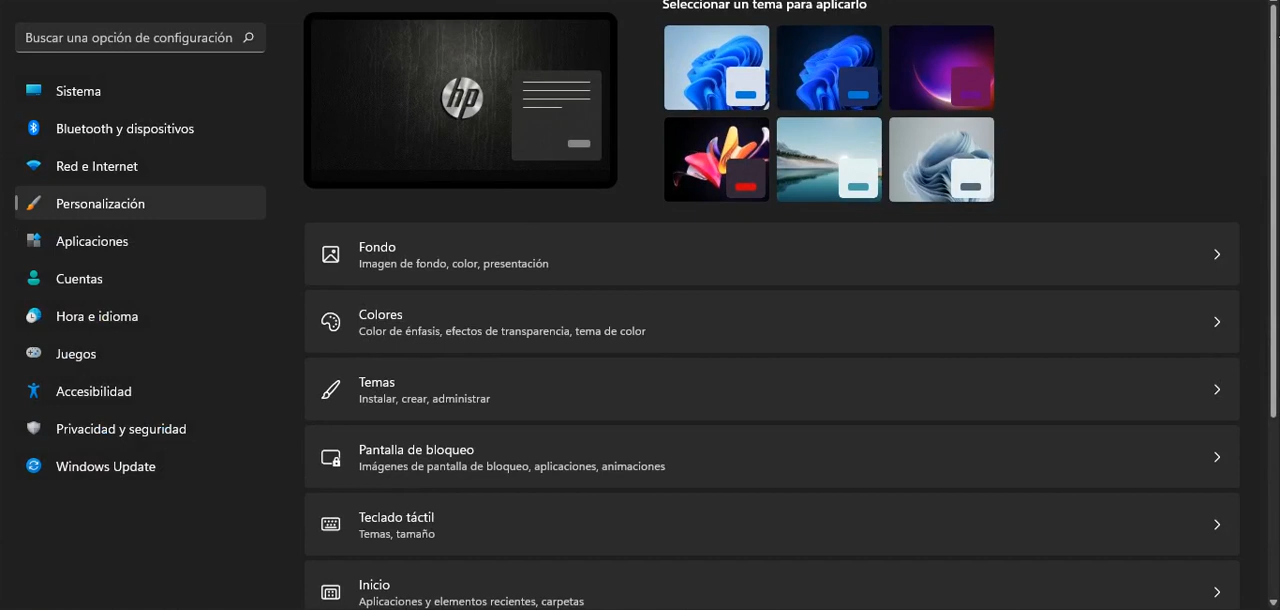 Seleccionar un tema para aplicarlo
Buscar una opción de configuración
hp
Sistema
Bluetooth y dispositivos
Red e Internet
Personalización
Aplicaciones
Cuentas
Hora e idioma
Juegos
Accesibilidad
Privacidad y seguridad
Windows Update
Fondo
Imagen de fondo, color, presentación
Colores
Color de énfasis, efectos de transparencia, tema de color
Temas
Instalar, crear, administrar
Pantalla de bloqueo
Imágenes de pantalla de bloqueo, aplicaciones, animaciones
Teclado táctil
Temas, tamaño
Inicio
Aplicaciones y elementos recientes, carpetas